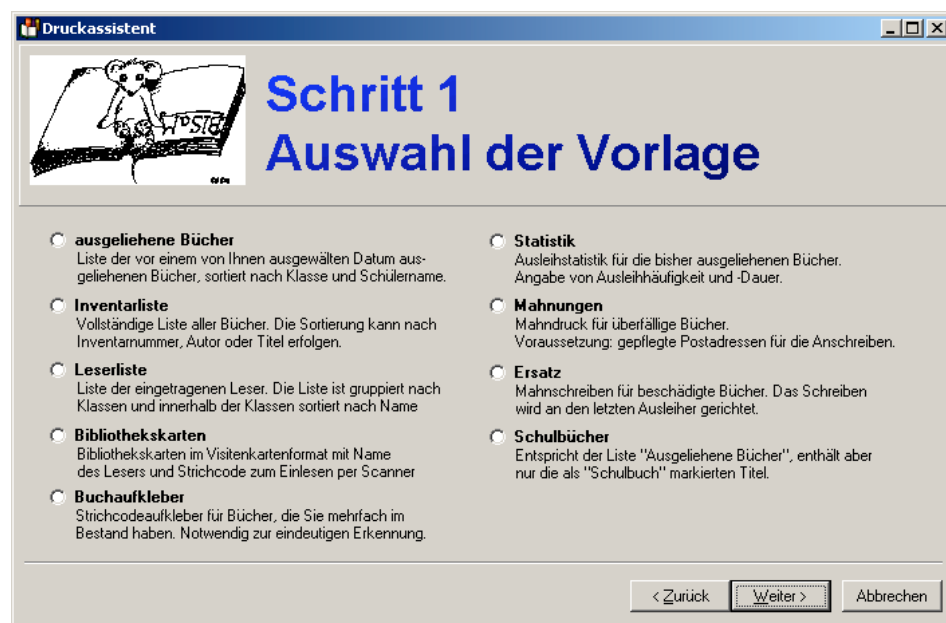 Druckassistent
Schritt 1
Auswahl der Vorlage
ausgeliehene Bücher
Liste der vor einem von Ihnen ausgewälten Datum aus-
geliehenen Bücher, sortiert nach Klasse und Schülername.
Inventarliste
Vollständige Liste aller Bücher. Die Sortierung kann nach
Inventarnummer, Autor oder Titel erfolgen.
Leserliste
Liste der eingetragenen Leser. Die Liste ist gruppiert nach
Klassen und innerhalb der Klassen sortiert nach Name
Bibliothekskarten
Bibliothekskarten im Visitenkartenformat mit Name
des Lesers und Strichcode zum Einlesen per Scanner
Buchaufkleber
Strichcodeaufkleber für Bücher, die Sie mehrfach im
Bestand haben. Notwendig zur eindeutigen Erkennung.
Statistik
Ausleihstatistik für die bisher ausgeliehenen Bücher.
Angabe von Ausleihhäufigkeit und -Dauer.
Mahnungen
Mahndruck für überfällige Bücher.
Voraussetzung: gepflegte Postadressen für die Anschreiben.
Ersatz
Mahnschreiben für beschädigte Bücher. Das Schreiben
wird an den letzten Ausleiher gerichtet.
Schulbücher
Entspricht der Liste "Ausgeliehene Bücher", enthält aber
nur die als "Schulbuch" markierten Titel.
< Zurück
Weiter >
Abbrechen